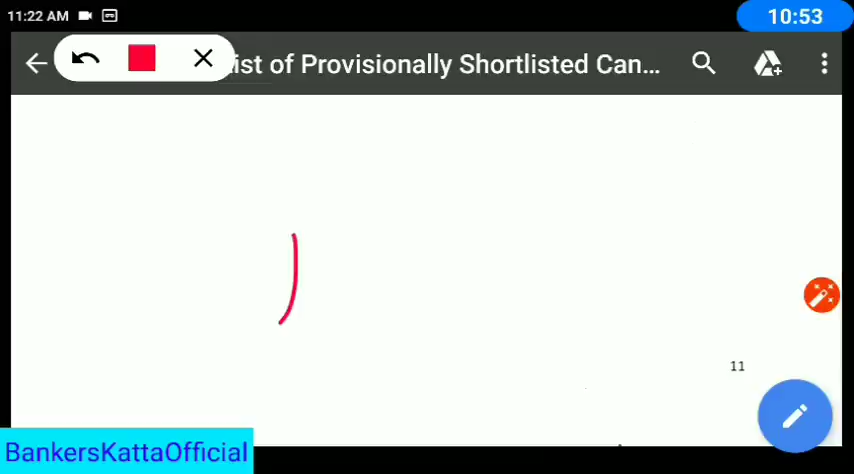 11:22 AM
10:53
ist of Provisionally Shortlisted Can...
11
BankersKattaOfficial